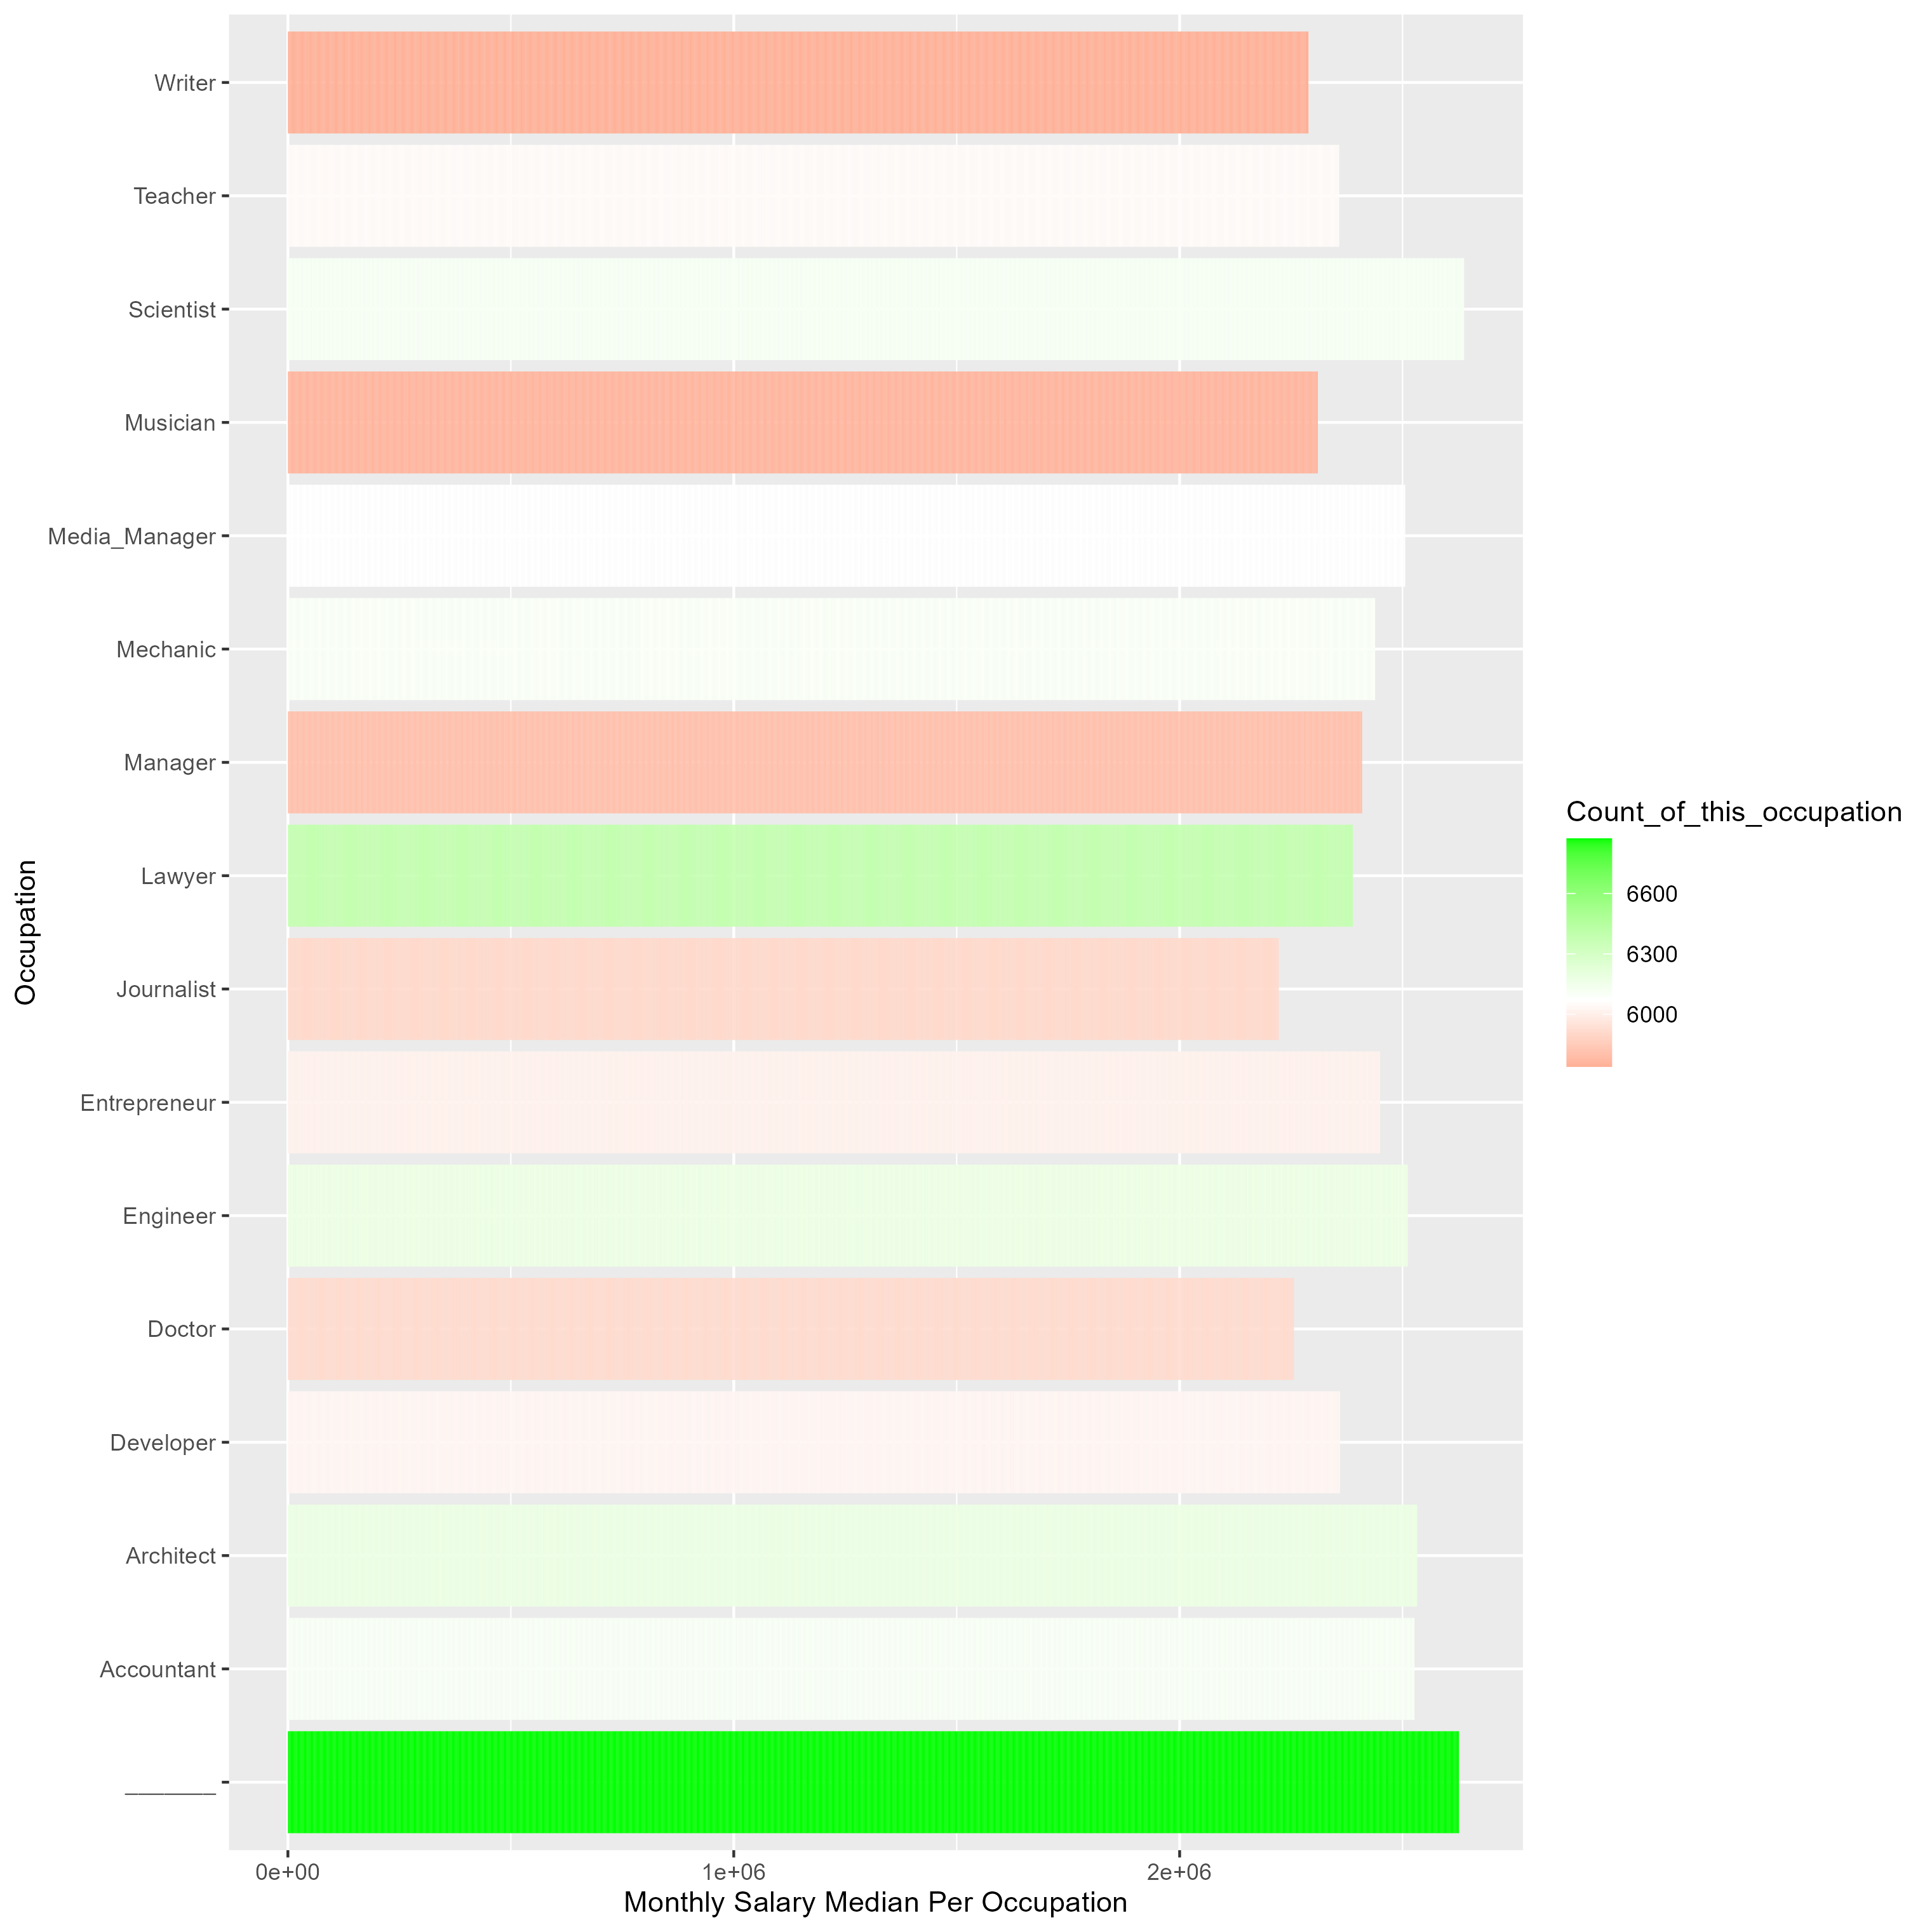 Writer
Teacher
Scientist
Musician
Media_Manager
Mechanic
Manager
Lawyer
Journalist
Entrepreneur
Engineer
Doctor
Developer
Architect
Accountant
_______
Occupation
0e+00 1e+06 2e+06
Monthly Salary Median Per Occupation
Count_of_this_occupation
6600
6300
6000